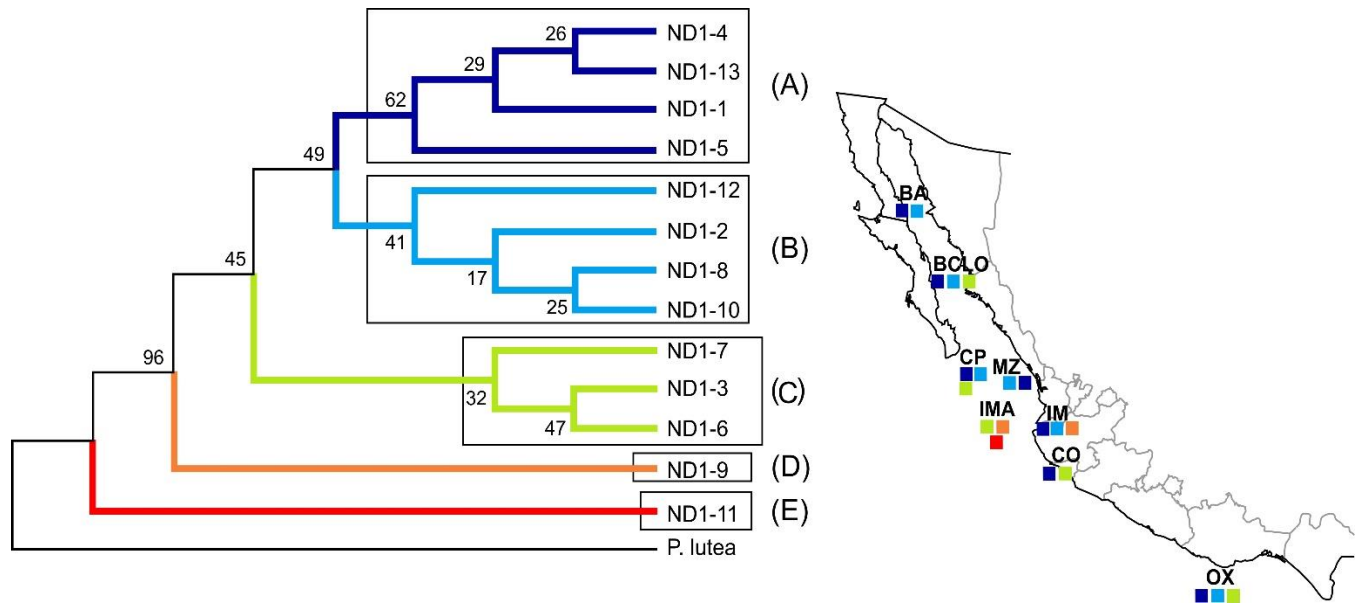 26
ND1-4
29
ND1-13
(A)
62
ND1-1
49
ND1-5
ND1-12
41
ND1-2
(B)
45
17
ND1-8
25
ND1-10
96
ND1-7
32
ND1-3
(C)
47
ND1-6
ND1-9
(D)
ND1-11
(E)
P. lutea
BA
BCLO
CP
MZ
IMA
IM
CO
OX